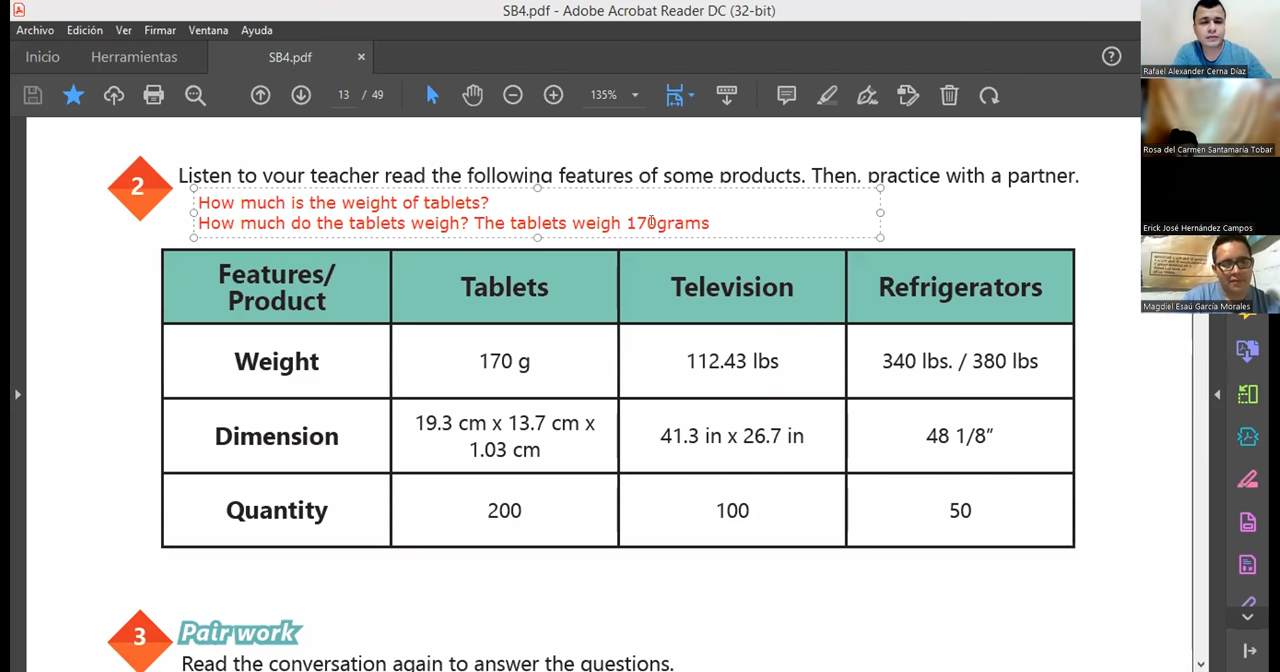 SB4.pdf - Adobe Acrobat Reader DC (32-bit)
Archivo Edición Ver Firmar Ventana Ayuda
Inicio Herramientas SB4.pdf ×
13 / 49 135%
2 Listen to your teacher read the following features of some products. Then, practice with a partner.
How much is the weight of tablets?
How much do the tablets weigh? The tablets weigh 170grams
Features/ Product Tablets Television Refrigerators
Weight 170 g 112.43 lbs 340 lbs. / 380 lbs
Dimension 19.3 cm x 13.7 cm x 1.03 cm 41.3 in x 26.7 in 48 1/8”
Quantity 200 100 50
3 Pair work
Read the conversation again to answer the questions.
Rafael Alexander Cerna Díaz
Rosa del Carmen Santamaría Tobar
Erick José Hernández Campos
Magdiel Esaú García Morales